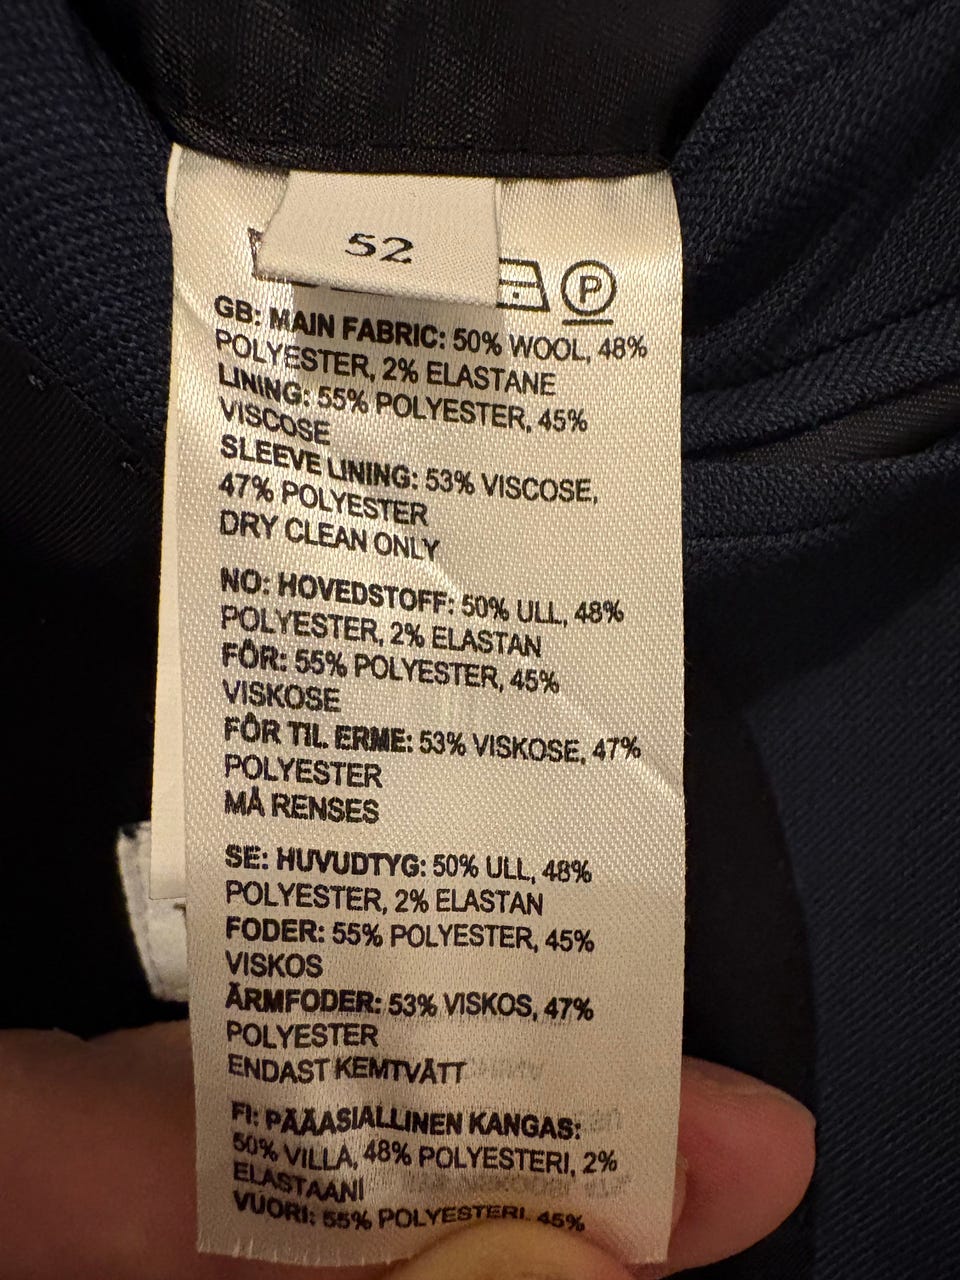 52
P
GB: MAIN FABRIC: 50% WOOL, 48%
POLYESTER, 2% ELASTANE
LINING: 55% POLYESTER, 45%
VISCOSE
SLEEVE LINING: 53% VISCOSE,
47% POLYESTER
DRY CLEAN ONLY
NO: HOVEDSTOFF: 50% ULL, 48%
POLYESTER, 2% ELASTAN
FÔR: 55% POLYESTER, 45%
VISKOSE
FÔR TIL ERME: 53% VISKOSE, 47%
POLYESTER
MÅ RENSES
SE: HUVUDTYG: 50% ULL, 48%
POLYESTER, 2% ELASTAN
FODER: 55% POLYESTER, 45%
VISKOS
ÄRMFODER: 53% VISKOS, 47%
POLYESTER
ENDAST KEMTVÄTT
FI: PÄÄASIALLINEN KANGAS:
50% VILLA, 48% POLYESTERI, 2%
ELASTAANI
VUORI: 55% POLYESTERI, 45%